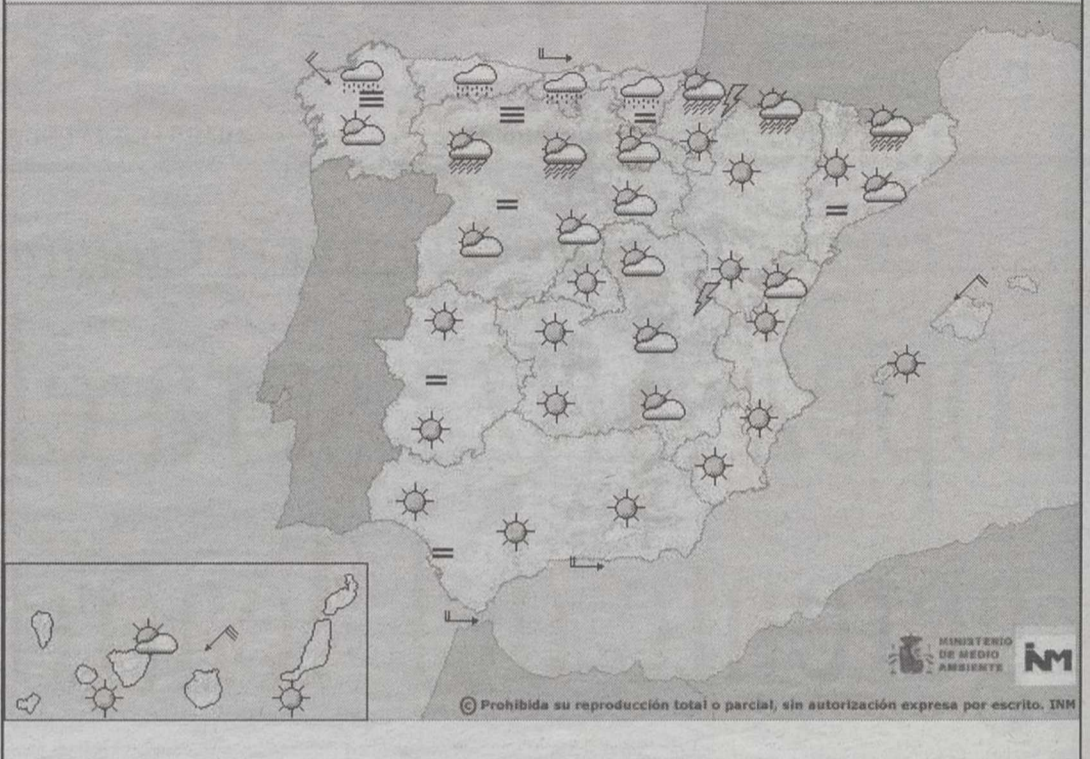 MINISTERIO
DE MEDIO
AMBIENTE
INM
© Prohibida su reproducción total o parcial, sin autorización expresa por escrito. INM